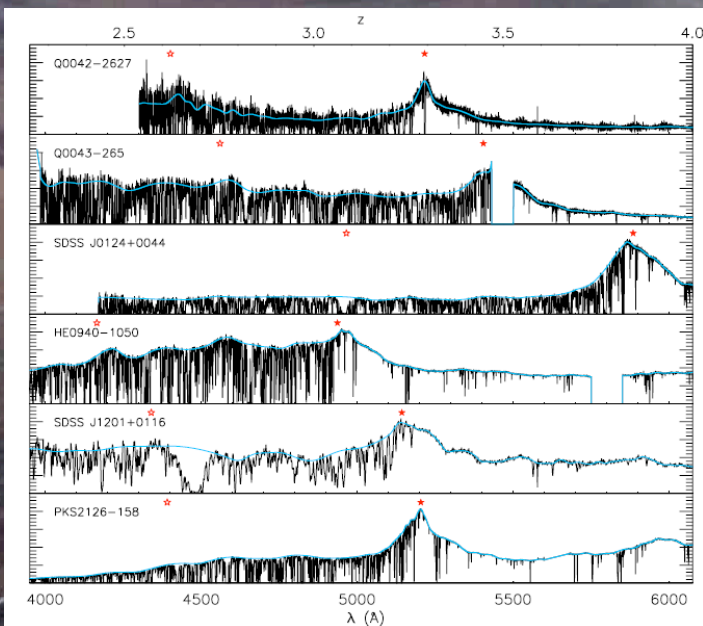 z
2.5 3.0 3.5 4.0
Q0042-2627
Q0043-265
SDSS J0124+0044
HE0940-1050
SDSS J1201+0116
PKS2126-158
4000 4500 5000 5500 6000
λ (Å)